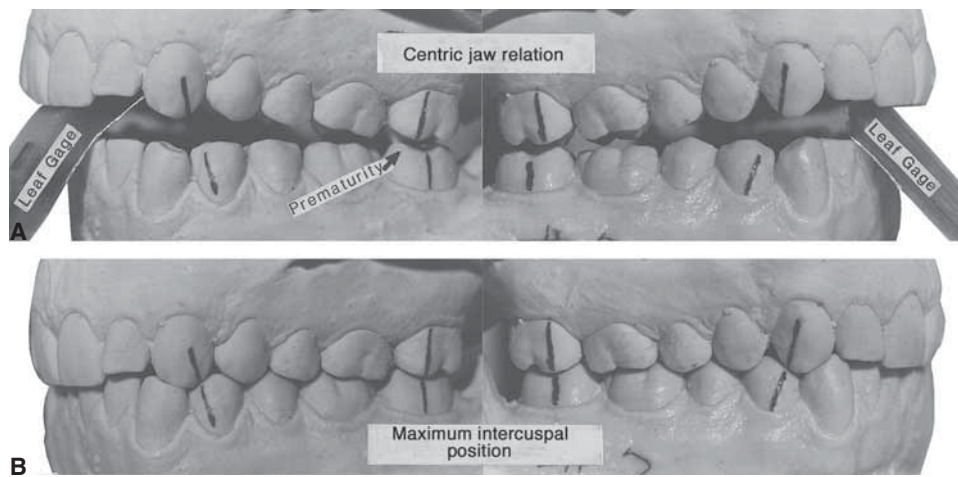 Centric jaw relation
Leaf Gage
Leaf Gage
Prematurity
A
Maximum intercuspal
position
B